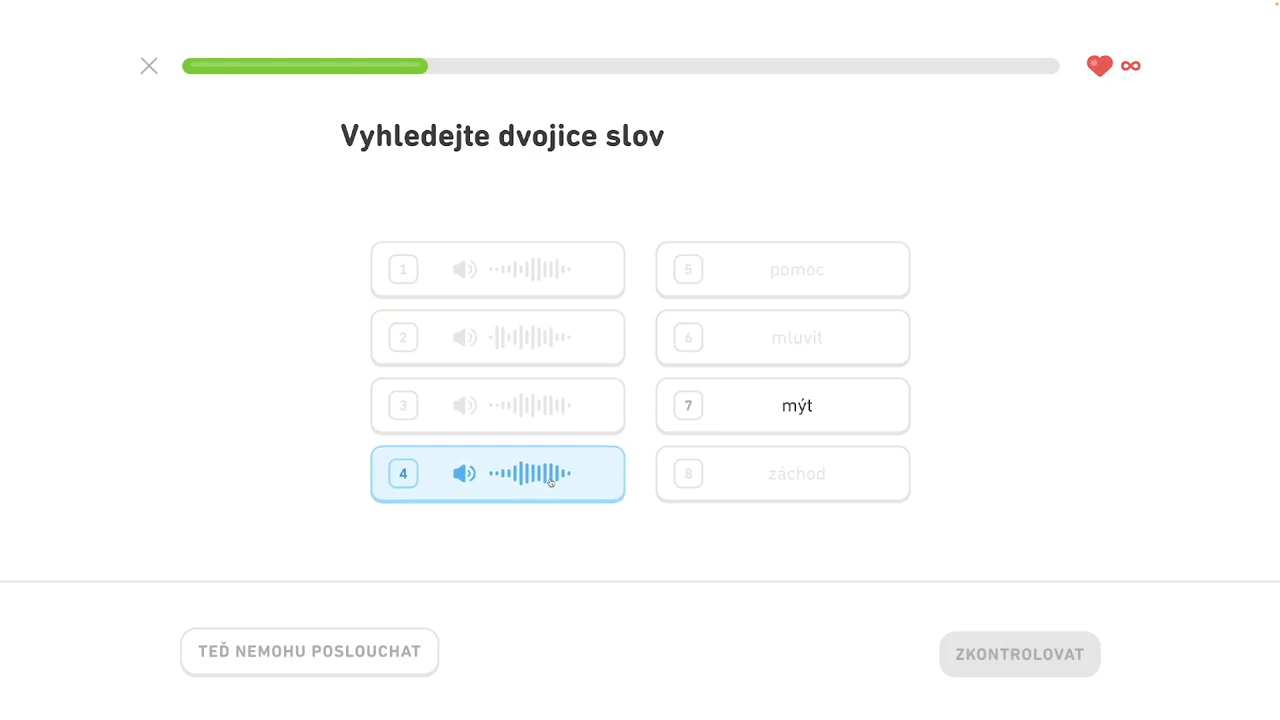 Vyhledejte dvojice slov
1
5 pomoc
2
6 mluvit
3
7 mýt
4
8 záchod
TEĎ NEMOHU POSLOUCHAT
ZKONTROLOVAT